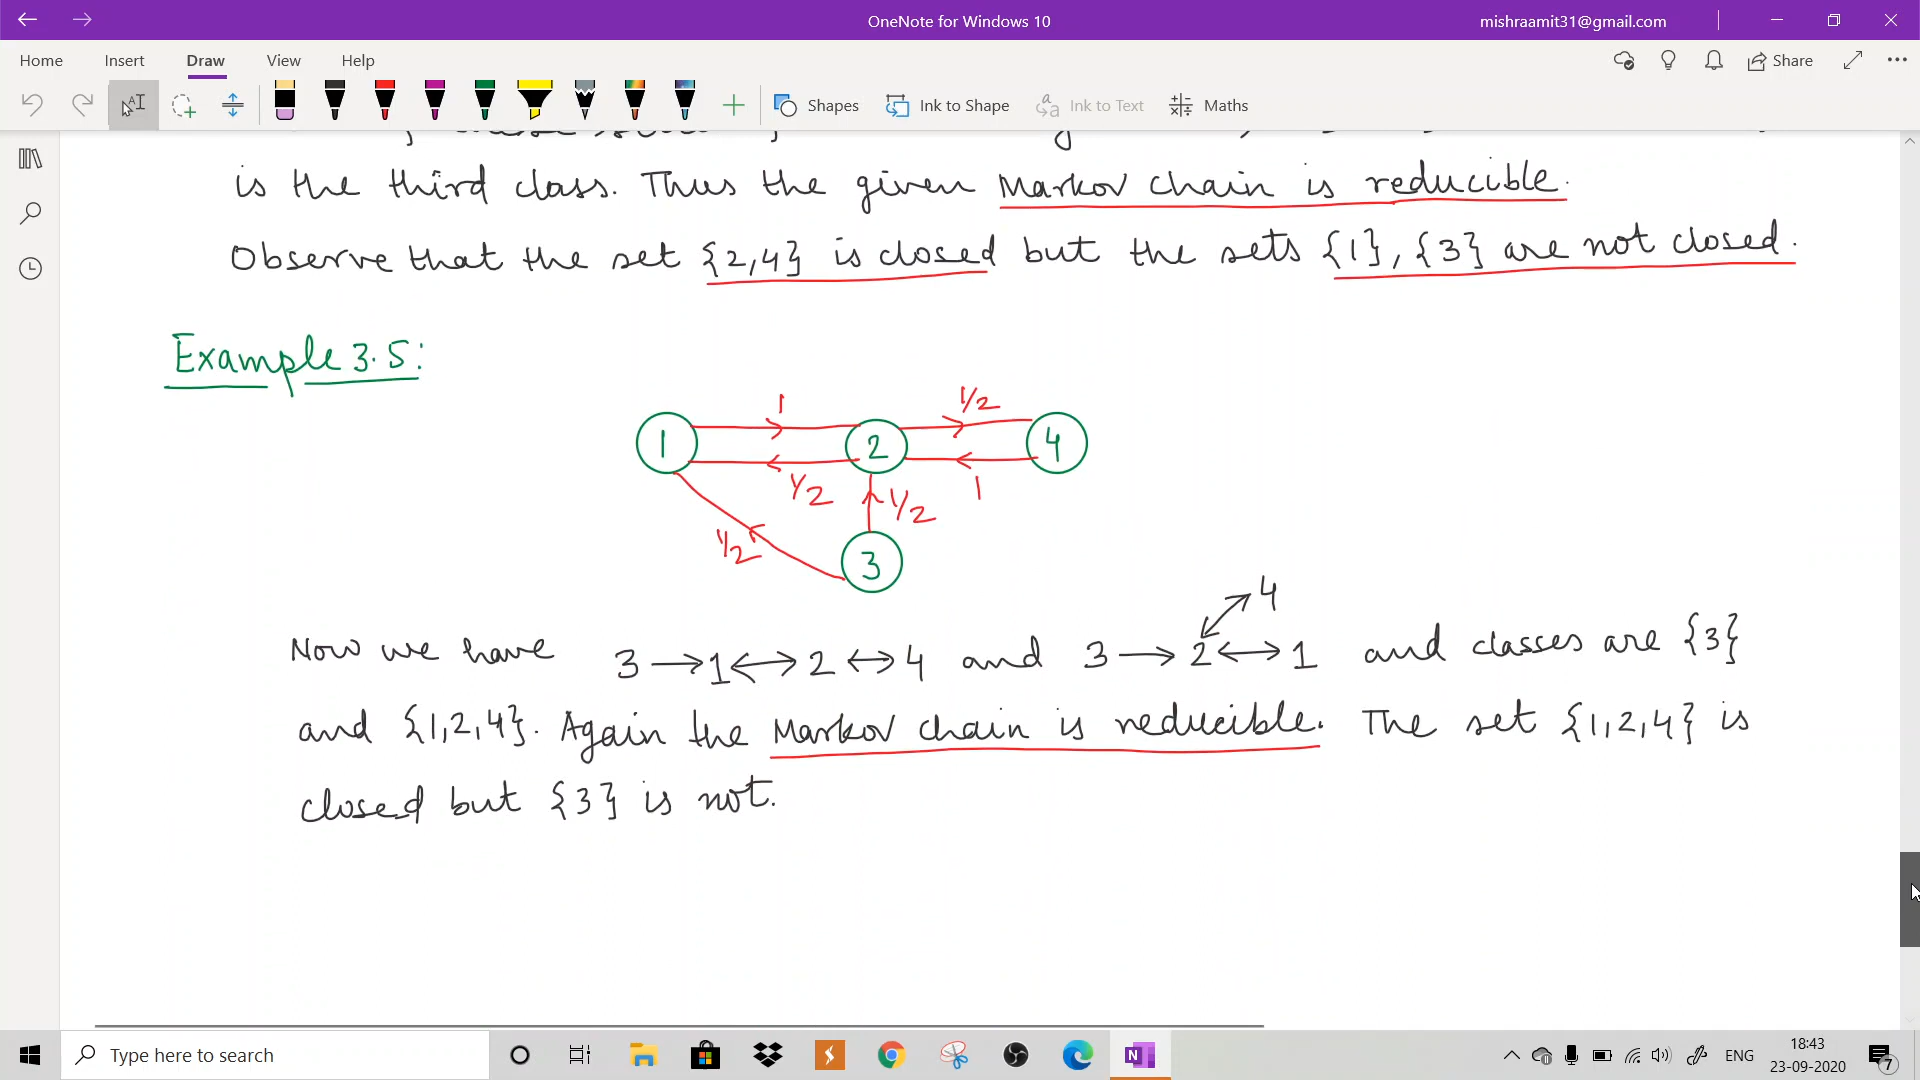 OneNote for Windows 10
mishraamit31@gmail.com
Home Insert Draw View Help
Share
Shapes Ink to Shape Ink to Text Maths
is the third class. Thus the given Markov chain is reducible.
Observe that the set {2,4} is closed but the sets {1}, {3} are not closed.
Example 3.5:
1 1/2
1 2 4
1/2 1/2 1
1/2
3
4
Now we have 3 → 1 ↔ 2 ↔ 4 and 3 → 2 ↔ 1 and classes are {3}
and {1,2,4}. Again the Markov chain is reducible. The set {1,2,4} is
closed but {3} is not.
Type here to search
ENG
18:43
23-09-2020
7